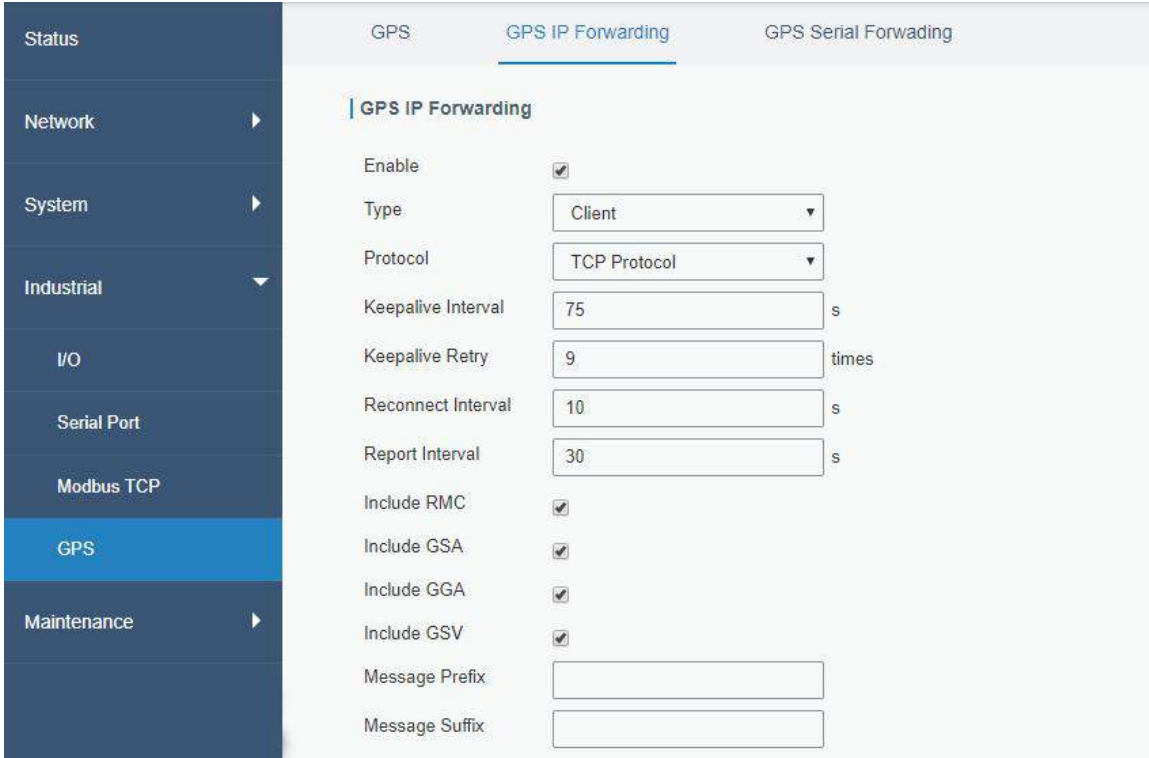 Status
Network
System
Industrial
I/O
Serial Port
Modbus TCP
GPS
Maintenance
GPS GPS IP Forwarding GPS Serial Forwading
GPS IP Forwarding
Enable
Type Client
Protocol TCP Protocol
Keepalive Interval 75 s
Keepalive Retry 9 times
Reconnect Interval 10 s
Report Interval 30 s
Include RMC
Include GSA
Include GGA
Include GSV
Message Prefix
Message Suffix